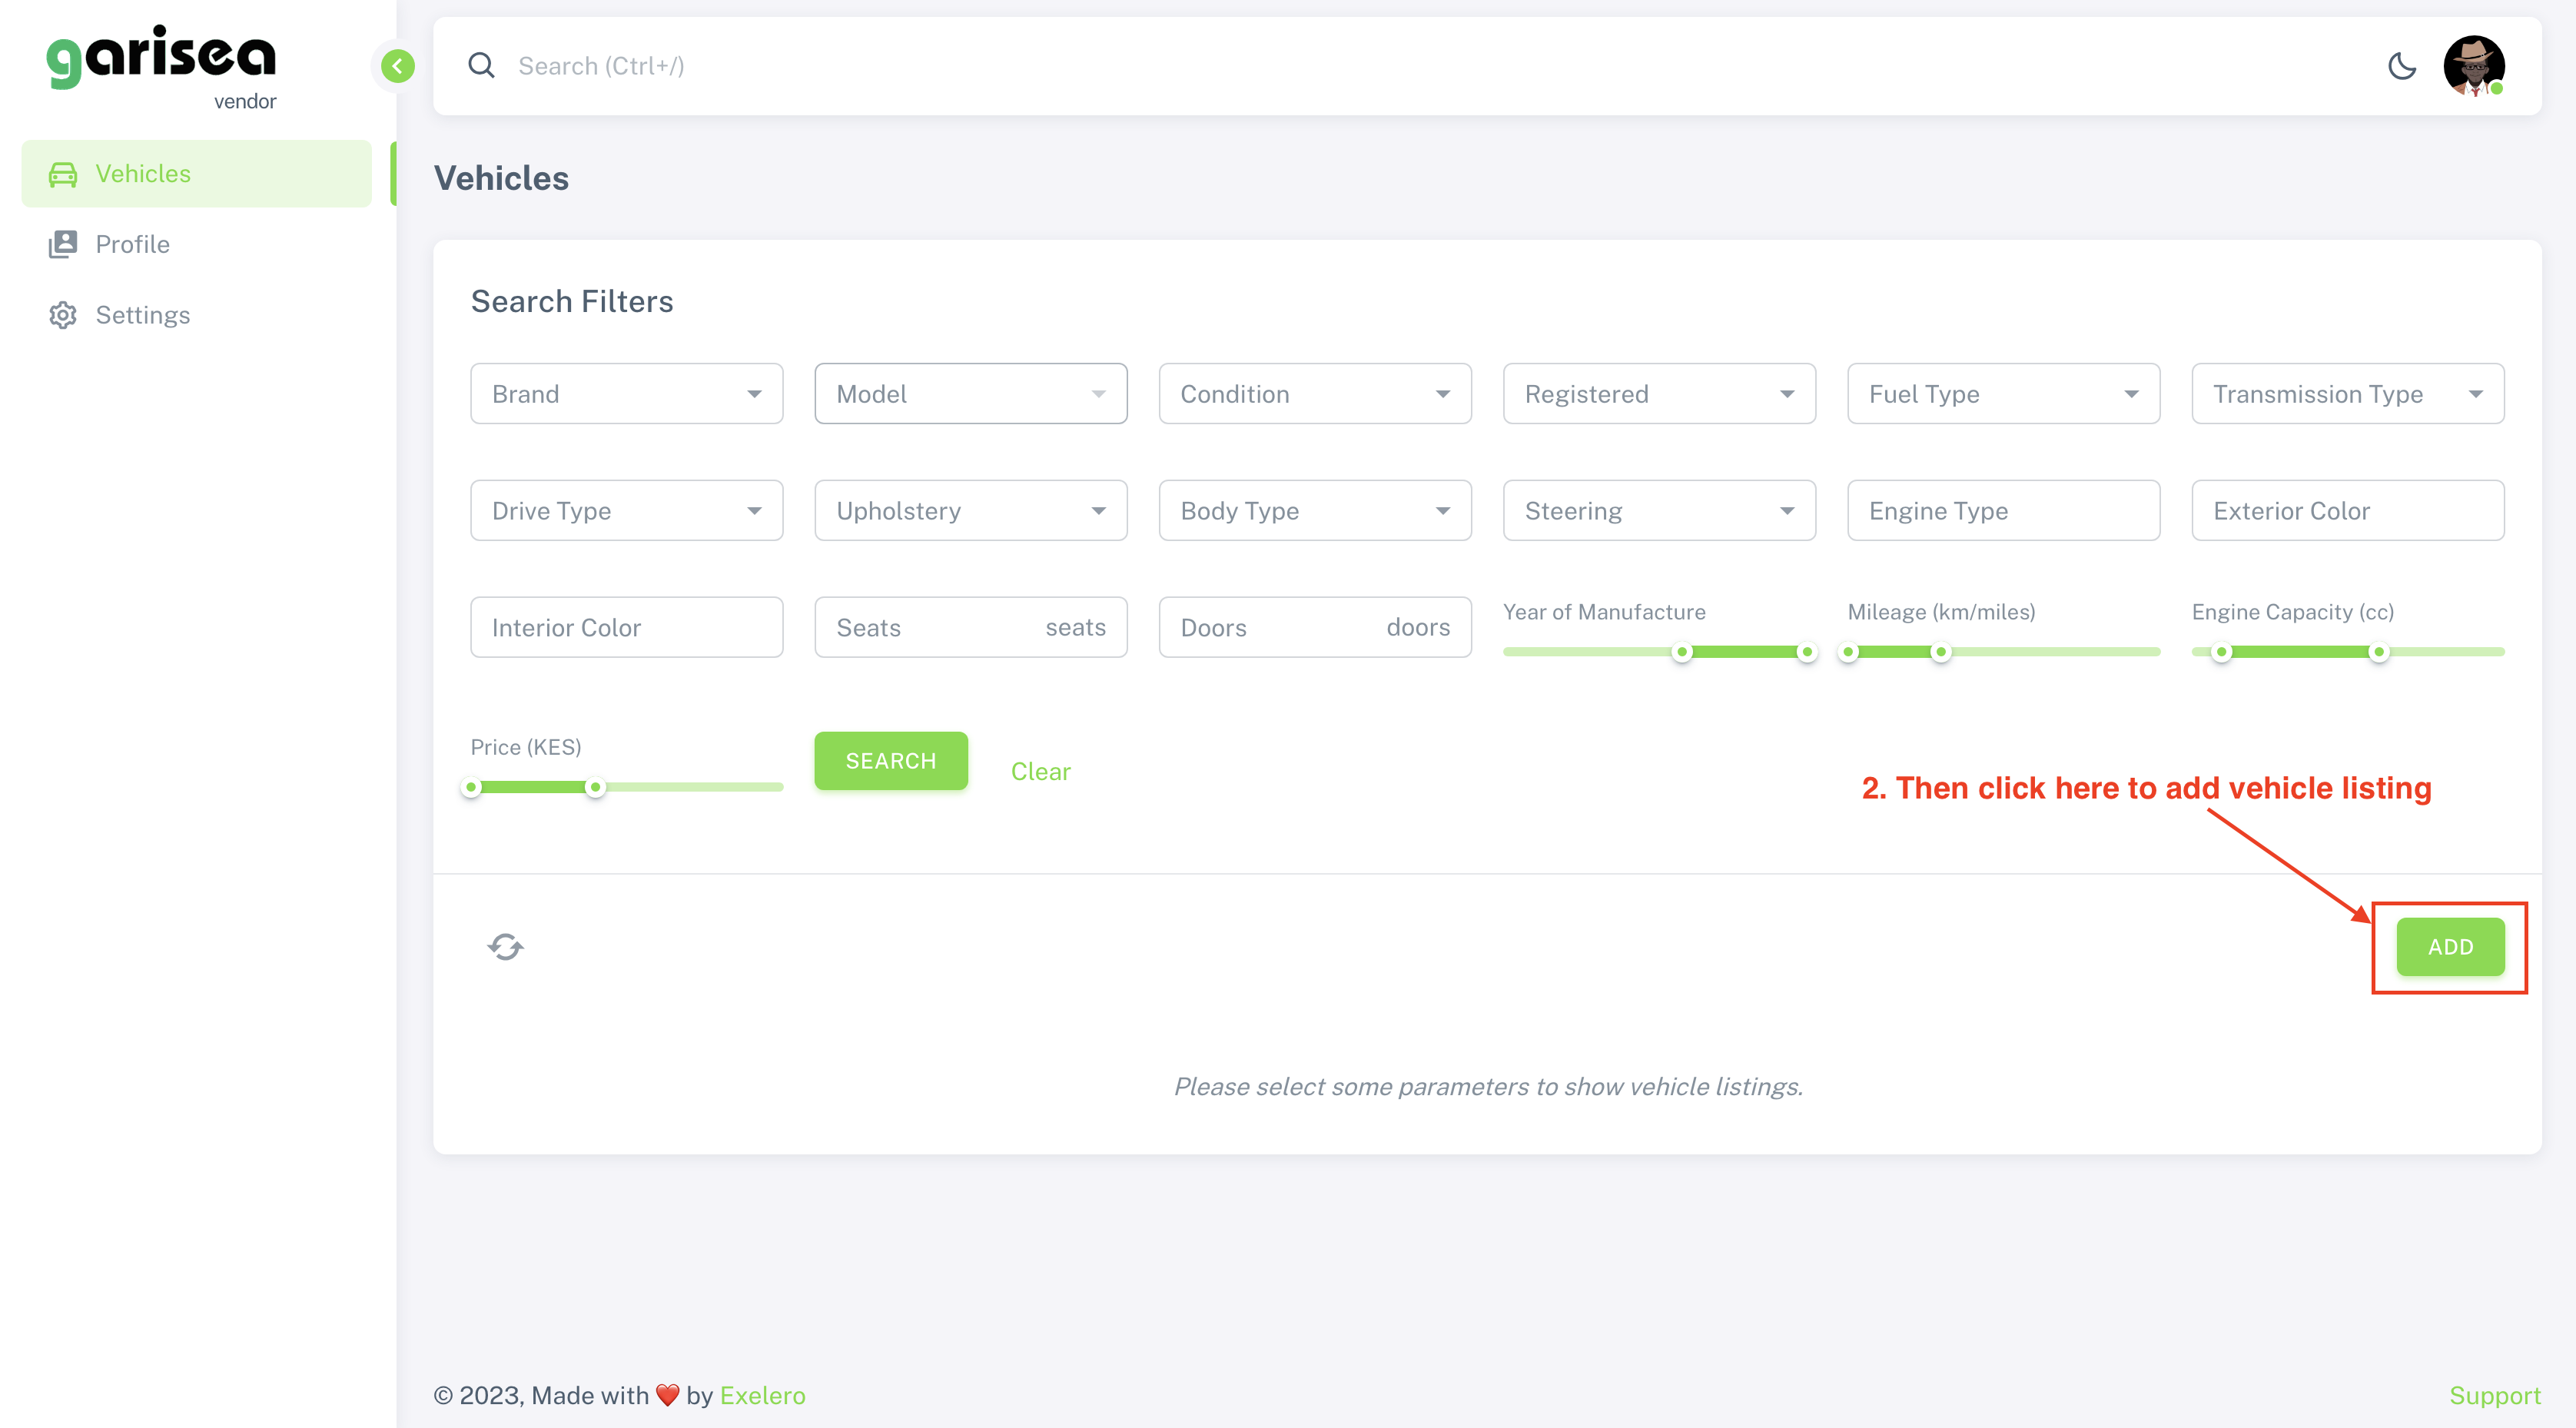 garisea
vendor
Search (Ctrl+/)
Vehicles
Profile
Settings
Vehicles
Search Filters
Brand Model Condition Registered Fuel Type Transmission Type
Drive Type Upholstery Body Type Steering Engine Type Exterior Color
Interior Color Seats seats Doors doors Year of Manufacture Mileage (km/miles) Engine Capacity (cc)
Price (KES) SEARCH Clear
2. Then click here to add vehicle listing
ADD
Please select some parameters to show vehicle listings.
© 2023, Made with ❤️ by Exelero Support